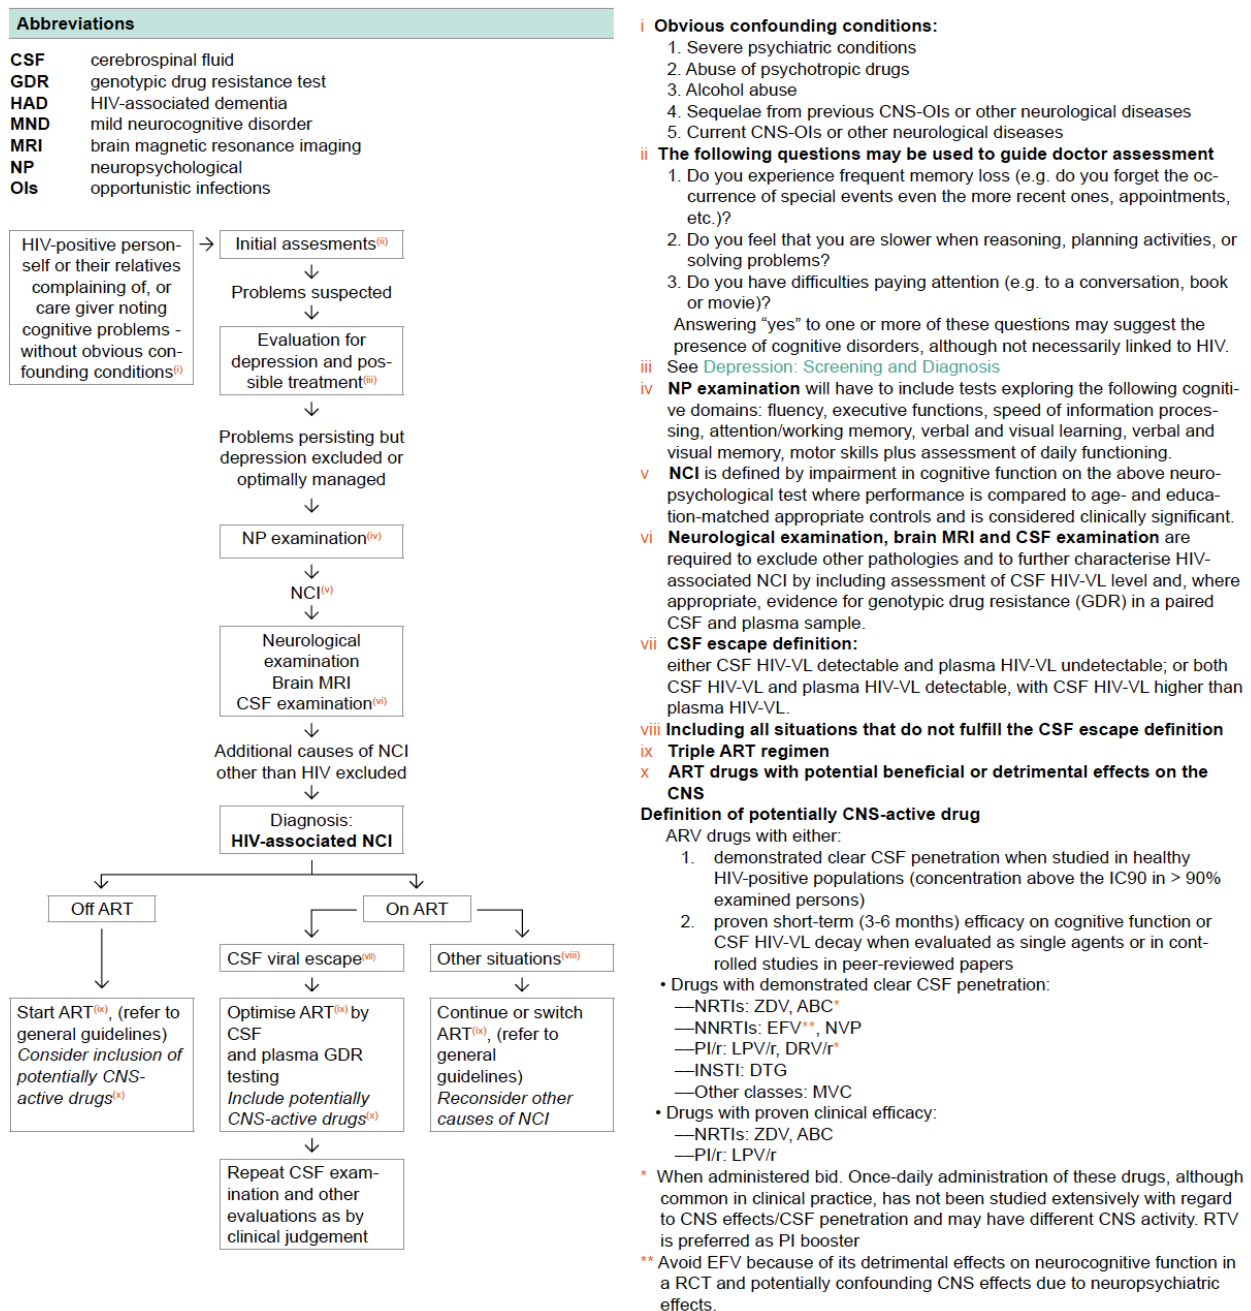 Abbreviations
CSF cerebrospinal fluid
GDR genotypic drug resistance test
HAD HIV-associated dementia
MND mild neurocognitive disorder
MRI brain magnetic resonance imaging
NP neuropsychological
OIs opportunistic infections
HIV-positive person-
self or their relatives
complaining of, or
care giver noting
cognitive problems -
without obvious con-
founding conditions(i)
Initial assesments(ii)
Problems suspected
Evaluation for
depression and pos-
sible treatment(iii)
Problems persisting but
depression excluded or
optimally managed
NP examination(iv)
NCI(v)
Neurological
examination
Brain MRI
CSF examination(vi)
Additional causes of NCI
other than HIV excluded
Diagnosis:
HIV-associated NCI
Off ART
On ART
CSF viral escape(vii)
Other situations(viii)
Start ART(ix), (refer to
general guidelines)
Consider inclusion of
potentially CNS-
active drugs(x)
Optimise ART(ix) by
CSF
and plasma GDR
testing
Include potentially
CNS-active drugs(x)
Continue or switch
ART(ix), (refer to
general
guidelines)
Reconsider other
causes of NCI
Repeat CSF exam-
ination and other
evaluations as by
clinical judgement
i Obvious confounding conditions:
1. Severe psychiatric conditions
2. Abuse of psychotropic drugs
3. Alcohol abuse
4. Sequelae from previous CNS-OIs or other neurological diseases
5. Current CNS-OIs or other neurological diseases
ii The following questions may be used to guide doctor assessment
1. Do you experience frequent memory loss (e.g. do you forget the oc-
currence of special events even the more recent ones, appointments,
etc.)?
2. Do you feel that you are slower when reasoning, planning activities, or
solving problems?
3. Do you have difficulties paying attention (e.g. to a conversation, book
or movie)?
Answering “yes” to one or more of these questions may suggest the
presence of cognitive disorders, although not necessarily linked to HIV.
iii See Depression: Screening and Diagnosis
iv NP examination will have to include tests exploring the following cogniti-
ve domains: fluency, executive functions, speed of information proces-
sing, attention/working memory, verbal and visual learning, verbal and
visual memory, motor skills plus assessment of daily functioning.
v NCI is defined by impairment in cognitive function on the above neuro-
psychological test where performance is compared to age- and educa-
tion-matched appropriate controls and is considered clinically significant.
vi Neurological examination, brain MRI and CSF examination are
required to exclude other pathologies and to further characterise HIV-
associated NCI by including assessment of CSF HIV-VL level and, where
appropriate, evidence for genotypic drug resistance (GDR) in a paired
CSF and plasma sample.
vii CSF escape definition:
either CSF HIV-VL detectable and plasma HIV-VL undetectable; or both
CSF HIV-VL and plasma HIV-VL detectable, with CSF HIV-VL higher than
plasma HIV-VL.
viii Including all situations that do not fulfill the CSF escape definition
ix Triple ART regimen
x ART drugs with potential beneficial or detrimental effects on the
CNS
Definition of potentially CNS-active drug
ARV drugs with either:
1. demonstrated clear CSF penetration when studied in healthy
HIV-positive populations (concentration above the IC90 in > 90%
examined persons)
2. proven short-term (3-6 months) efficacy on cognitive function or
CSF HIV-VL decay when evaluated as single agents or in cont-
rolled studies in peer-reviewed papers
• Drugs with demonstrated clear CSF penetration:
—NRTIs: ZDV, ABC*
—NNRTIs: EFV**, NVP
—PI/r: LPV/r, DRV/r*
—INSTI: DTG
—Other classes: MVC
• Drugs with proven clinical efficacy:
—NRTIs: ZDV, ABC
—PI/r: LPV/r
* When administered bid. Once-daily administration of these drugs, although
common in clinical practice, has not been studied extensively with regard
to CNS effects/CSF penetration and may have different CNS activity. RTV
is preferred as PI booster
** Avoid EFV because of its detrimental effects on neurocognitive function in
a RCT and potentially confounding CNS effects due to neuropsychiatric
effects.